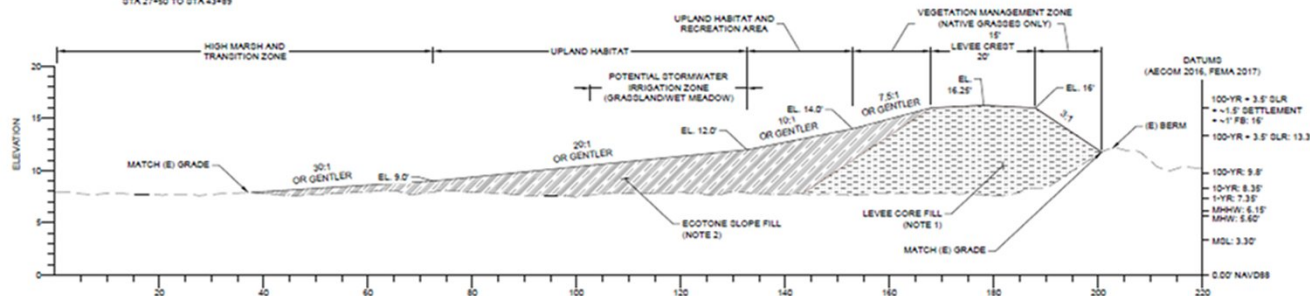 STA 27+50 TO STA 43+69
UPLAND HABITAT AND
RECREATION AREA
VEGETATION MANAGEMENT ZONE
(NATIVE GRASSES ONLY)
15'
HIGH MARSH AND
TRANSITION ZONE
UPLAND HABITAT
LEVEE CREST
20'
DATUMS
(AECOM 2016, FEMA 2017)
POTENTIAL STORMWATER
IRRIGATION ZONE
(GRASSLAND/WET MEADOW)
7.5:1
OR GENTLER
EL.
16.25'
EL. 16'
100-YR + 3.5' SLR
+ ~1.5' SETTLEMENT
+ ~1' FB: 16'
EL. 14.0'
10:1
OR GENTLER
3:1
(E) BERM
100-YR + 3.5' SLR: 13.3
EL. 12.0'
20:1
OR GENTLER
MATCH (E) GRADE
30:1
OR GENTLER
EL. 9.0'
100-YR: 9.8'
10-YR: 8.35'
1-YR: 7.35'
MHHW: 6.15'
MHW: 5.60'
MSL: 3.30'
0.00' NAVD88
ECOTONE SLOPE FILL
(NOTE 2)
LEVEE CORE FILL
(NOTE 1)
MATCH (E) GRADE
ELEVATION
20
15
10
5
0
20 40 60 80 100 120 140 160 180 200 220